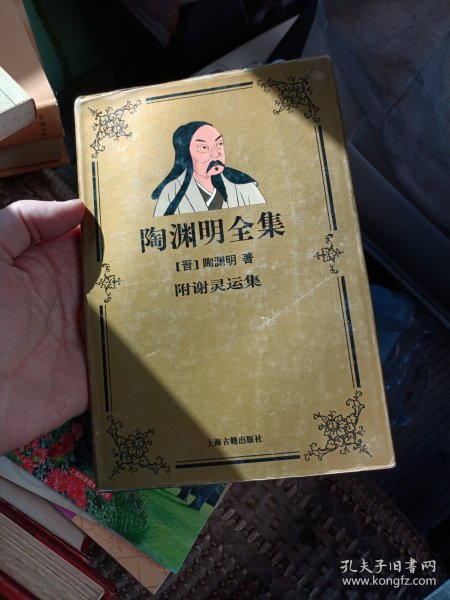 陶渊明全集
[晋] 陶渊明 著
附谢灵运集
上海古籍出版社
孔夫子旧书网
www.kongfz.com